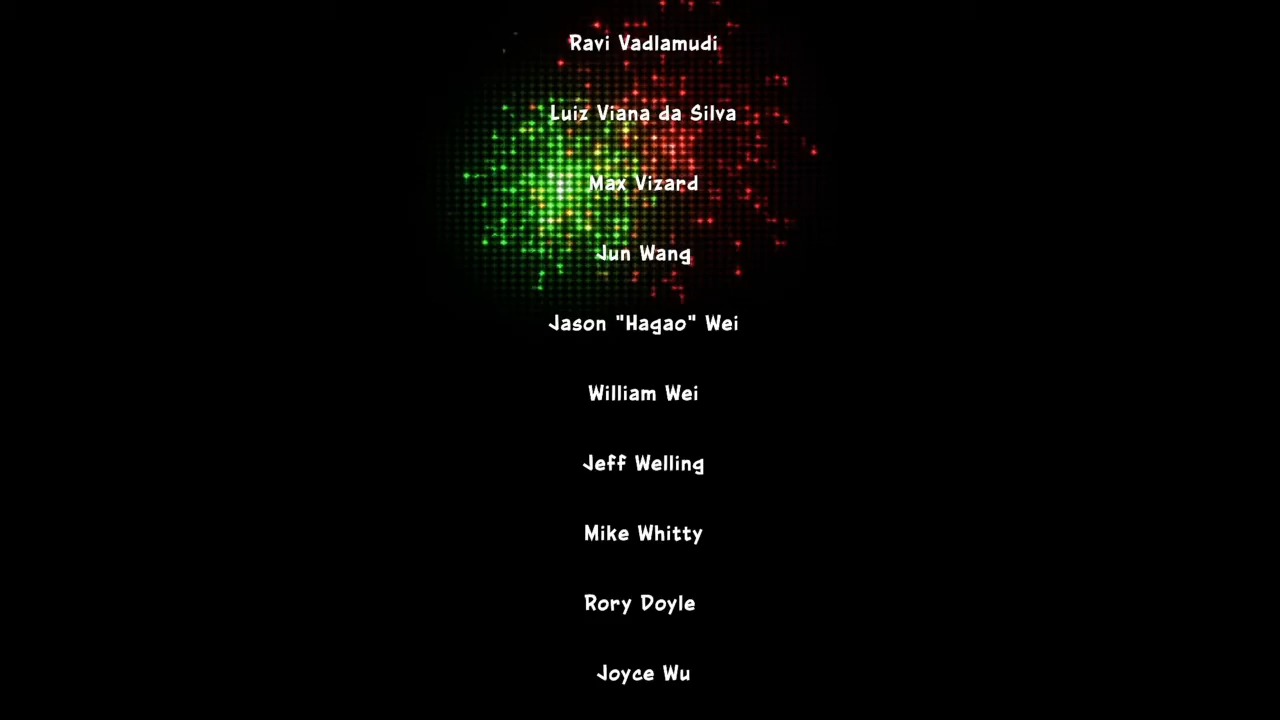 Ravi Vadlamudi
Luiz Viana da Silva
Max Vizard
Jun Wang
Jason "Hagao" Wei
William Wei
Jeff Welling
Mike Whitty
Rory Doyle
Joyce Wu